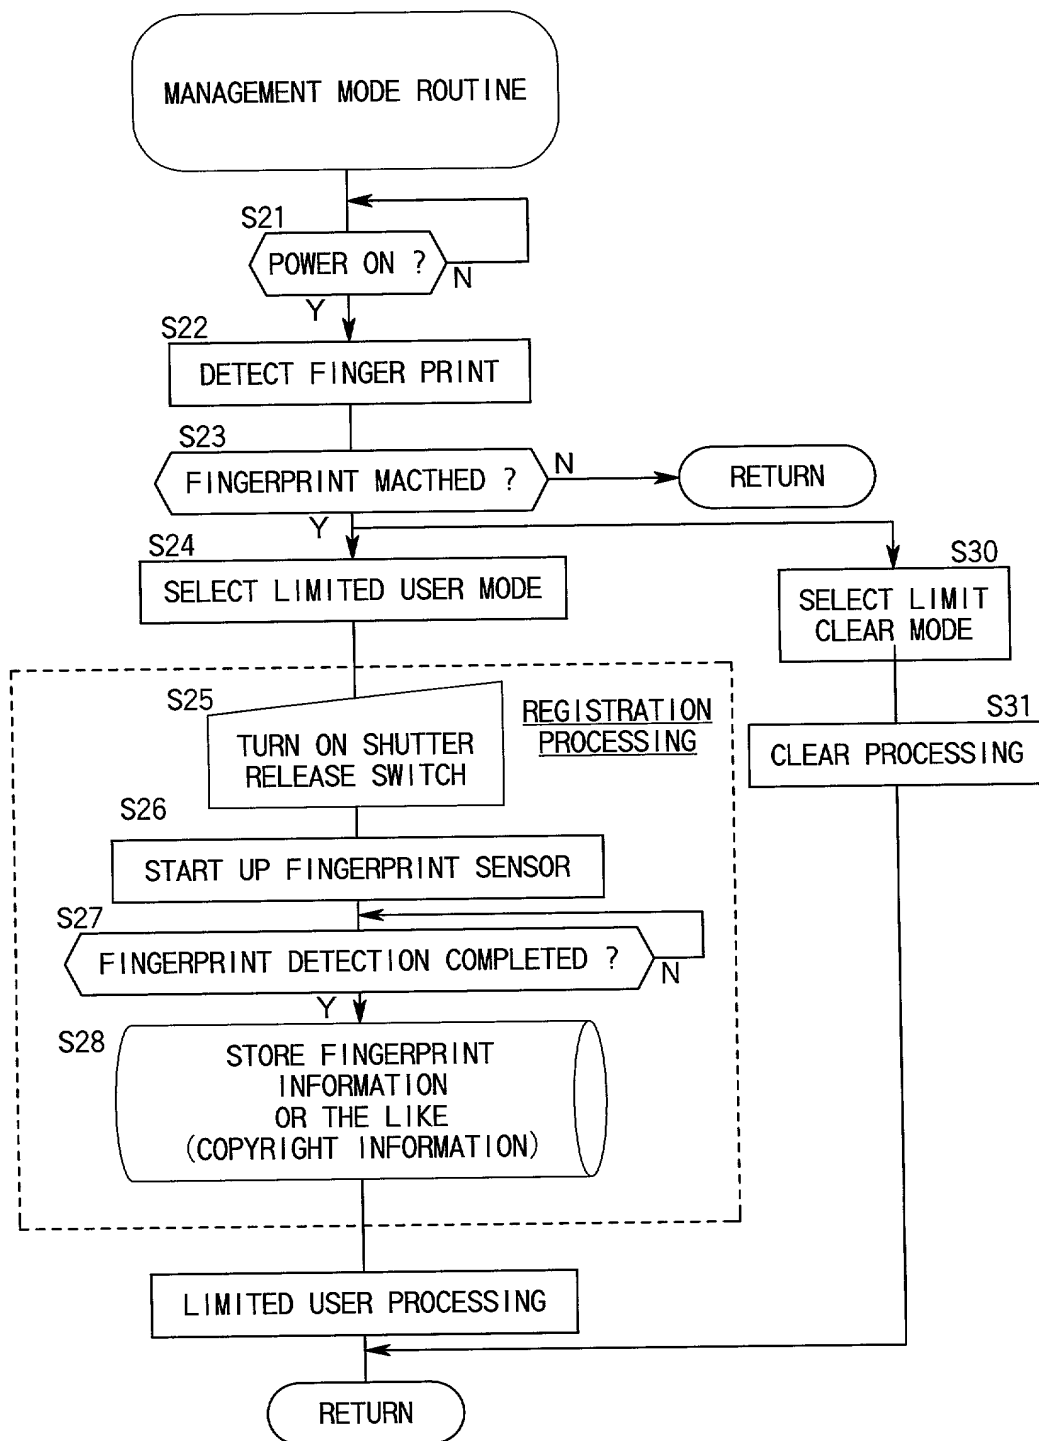 MANAGEMENT MODE ROUTINE
S21
POWER ON ?
N
Y
S22
DETECT FINGER PRINT
S23
FINGERPRINT MACTHED ?
N
RETURN
Y
S24
SELECT LIMITED USER MODE
S30
SELECT LIMIT
CLEAR MODE
S25
TURN ON SHUTTER
RELEASE SWITCH
REGISTRATION
PROCESSING
S31
CLEAR PROCESSING
S26
START UP FINGERPRINT SENSOR
S27
FINGERPRINT DETECTION COMPLETED ?
N
Y
S28
STORE FINGERPRINT
INFORMATION
OR THE LIKE
(COPYRIGHT INFORMATION)
LIMITED USER PROCESSING
RETURN